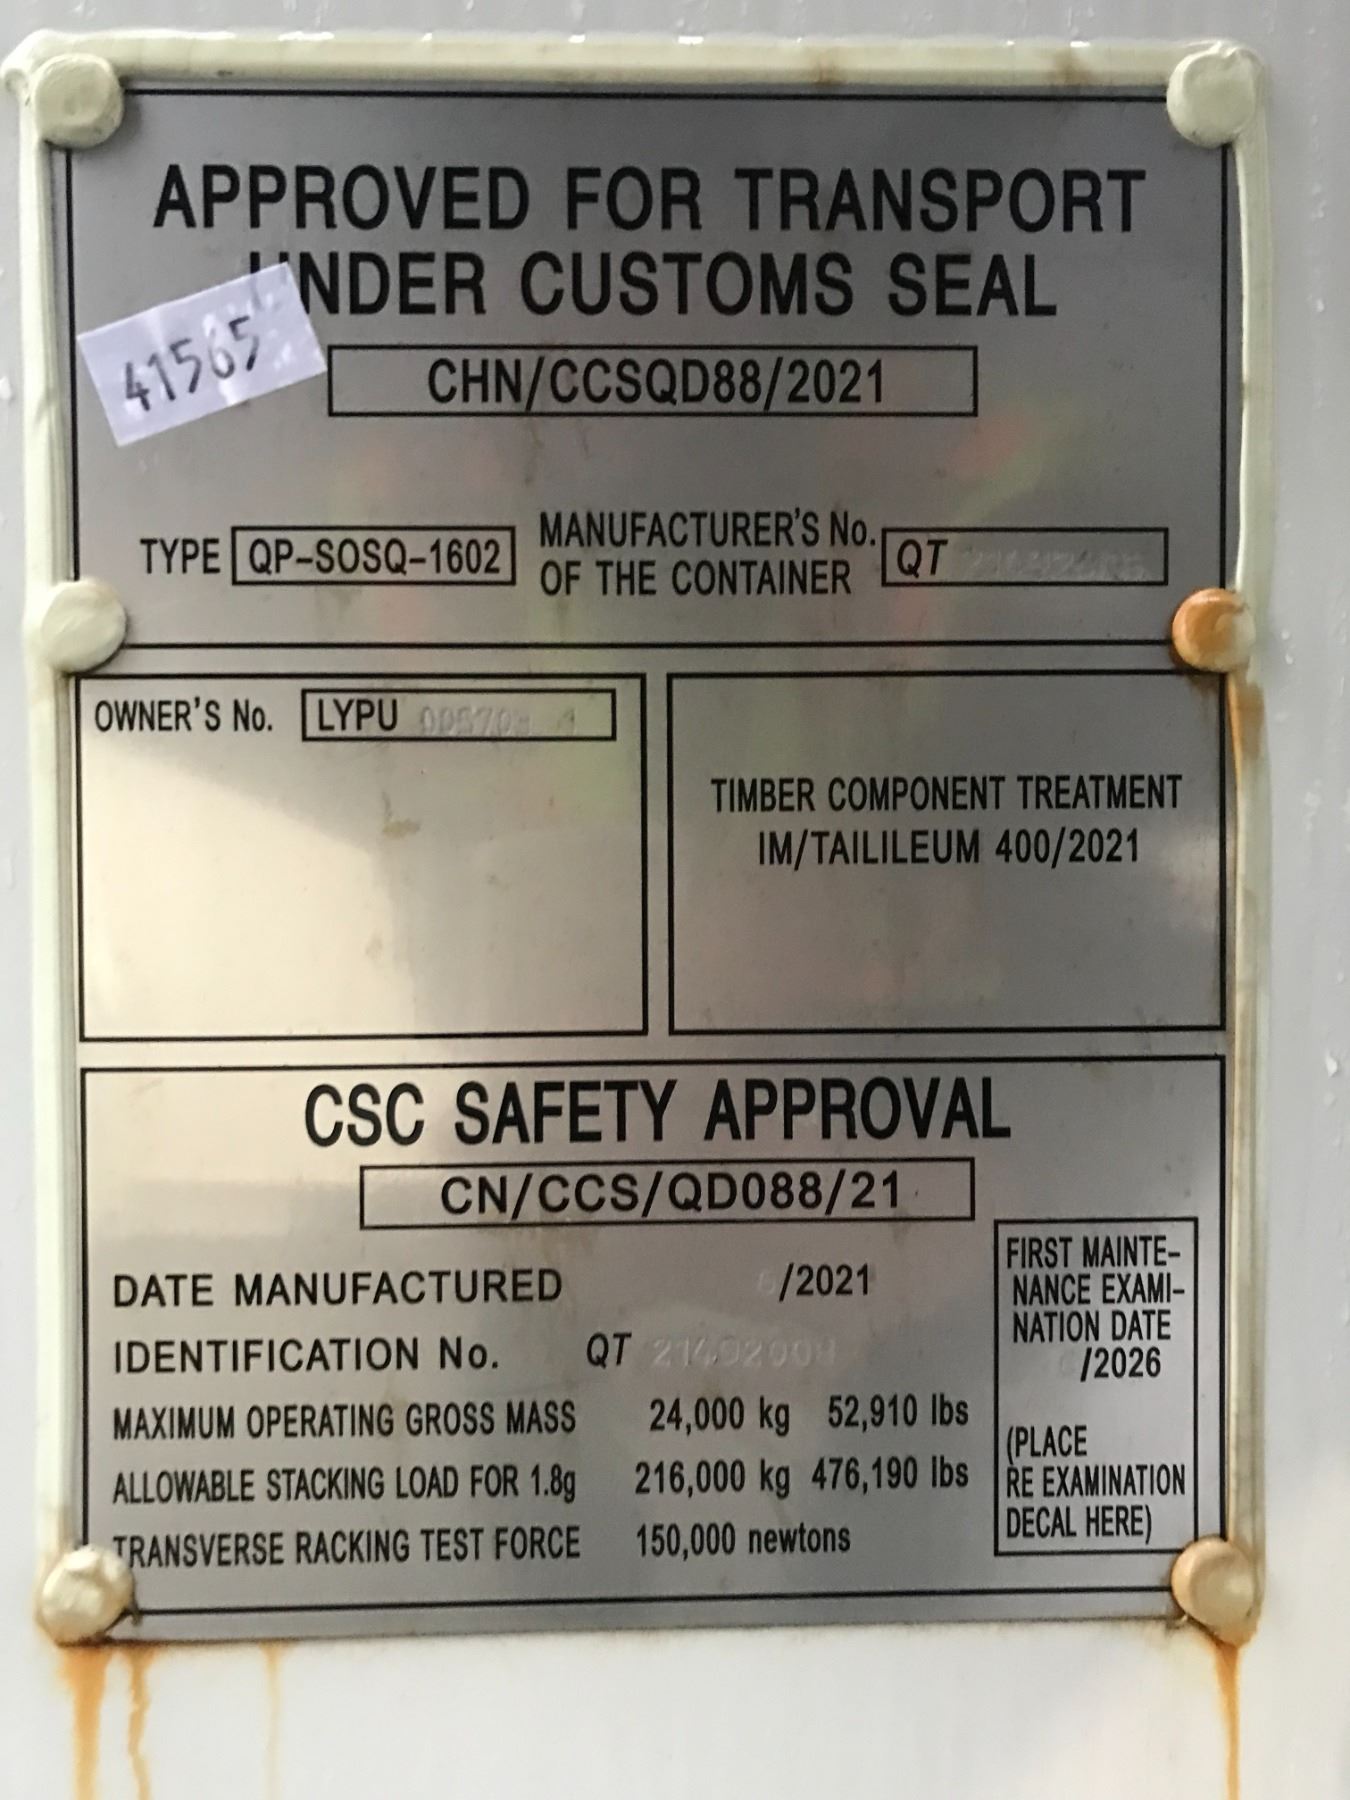 APPROVED FOR TRANSPORT
UNDER CUSTOMS SEAL
41565
CHN/CCSQD88/2021
TYPE QP-SOSQ-1602
MANUFACTURER'S No.
OF THE CONTAINER
QT
OWNER'S No. LYPU
TIMBER COMPONENT TREATMENT
IM/TAILILEUM 400/2021
CSC SAFETY APPROVAL
CN/CCS/QD088/21
DATE MANUFACTURED /2021
IDENTIFICATION No. QT
MAXIMUM OPERATING GROSS MASS 24,000 kg 52,910 lbs
ALLOWABLE STACKING LOAD FOR 1.8g 216,000 kg 476,190 lbs
TRANSVERSE RACKING TEST FORCE 150,000 newtons
FIRST MAINTE-
NANCE EXAMI-
NATION DATE
/2026
(PLACE
RE EXAMINATION
DECAL HERE)